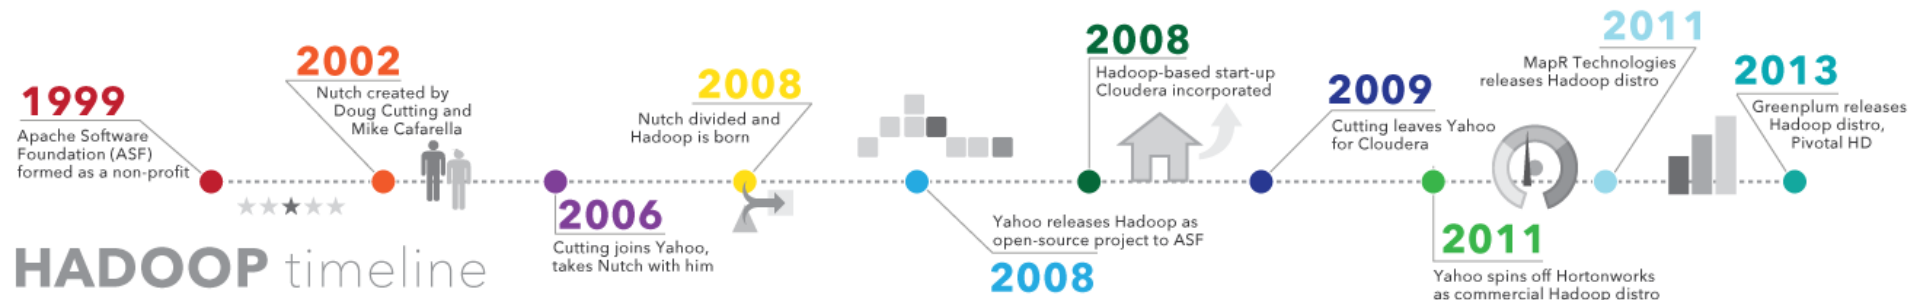 1999
Apache Software
Foundation (ASF)
formed as a non-profit
2002
Nutch created by
Doug Cutting and
Mike Cafarella
2006
Cutting joins Yahoo,
takes Nutch with him
2008
Nutch divided and
Hadoop is born
Yahoo releases Hadoop as
open-source project to ASF
2008
2008
Hadoop-based start-up
Cloudera incorporated
2009
Cutting leaves Yahoo
for Cloudera
2011
Yahoo spins off Hortonworks
as commercial Hadoop distro
2011
MapR Technologies
releases Hadoop distro
2013
Greenplum releases
Hadoop distro,
Pivotal HD
HADOOP timeline